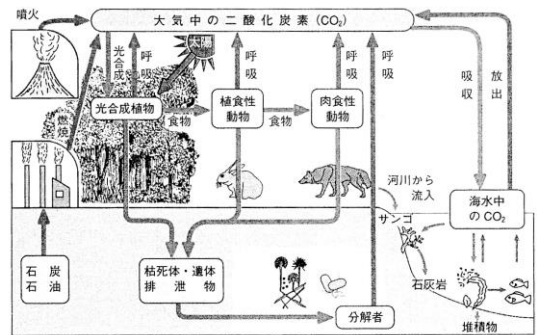 噴火
大気中の二酸化炭素(CO₂)
光合成
呼吸
呼吸
呼吸
呼吸
吸収
放出
燃焼
光合成植物
食物
植食性
動物
食物
肉食性
動物
河川から
流入
海水中
のCO₂
サンゴ
石灰岩
堆積物
石炭
石油
枯死体・遺体
排泄物
分解者